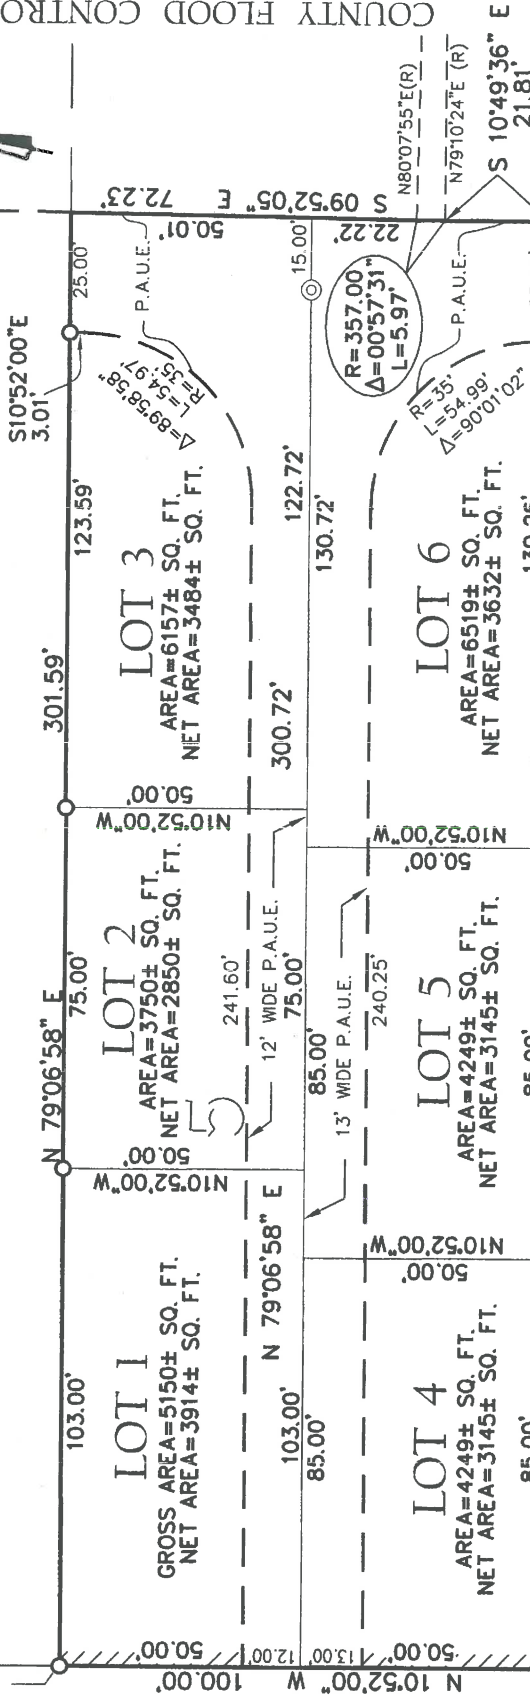 COUNTY FLOOD CONTRO
S 10°49'36" E
21.81'
N80°07'55"E(R)
N79°10'24"E (R)
72.23'
S 09°52'05" E
50.01'
22.22'
25.00'
P.A.U.E.
15.00'
P.A.U.E.
S10°52'00"E
3.01'
Δ=89°58'58"
L=54.97'
R=35'
R=357.00'
Δ=00°57'31"
L=5.97'
R=35'
L=54.99'
Δ=90°01'02"
123.59'
122.72'
130.72'
LOT 3
AREA=6157± SQ. FT.
NET AREA=3484± SQ. FT.
LOT 6
AREA=6519± SQ. FT.
NET AREA=3632± SQ. FT.
130.26'
301.59'
300.72'
50.00'
N10°52'00"W
N10°52'00"W
50.00'
N 79°06'58" E
75.00'
LOT 2
AREA=3750± SQ. FT.
NET AREA=2850± SQ. FT.
5
241.60'
12' WIDE P.A.U.E.
75.00'
85.00'
13' WIDE P.A.U.E.
240.25'
LOT 5
AREA=4249± SQ. FT.
NET AREA=3145± SQ. FT.
85.00'
50.00'
N10°52'00"W
N10°52'00"W
50.00'
103.00'
LOT 1
GROSS AREA=5150± SQ. FT.
NET AREA=3914± SQ. FT.
N 79°06'58" E
103.00'
85.00'
LOT 4
AREA=4249± SQ. FT.
NET AREA=3145± SQ. FT.
85.00'
50.00'
12.00'
13.00'
50.00'
100.00'
N 10°52'00" W